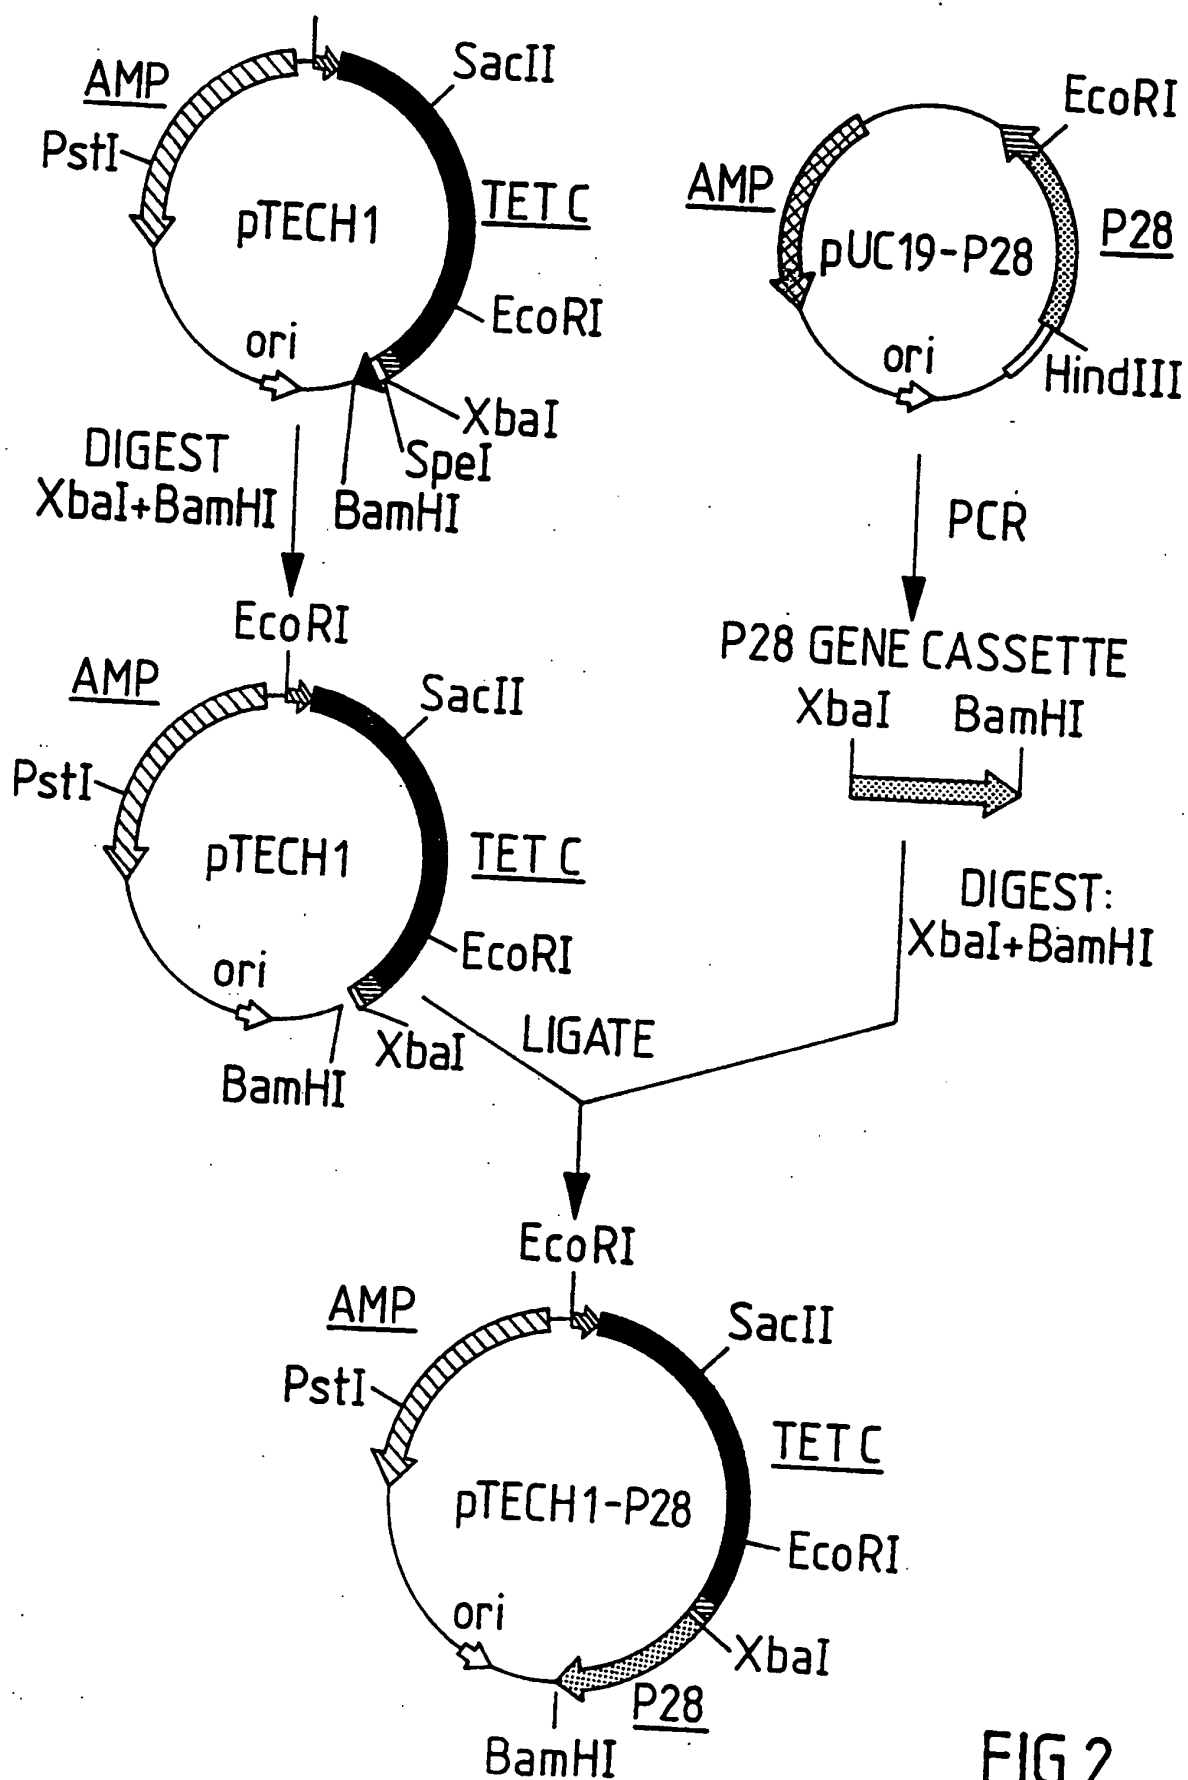 SacII
AMP
PstI
pTECH1
TET C
EcoRI
ori
XbaI
SpeI
BamHI
DIGEST
XbaI+BamHI
EcoRI
AMP
pUC19-P28
P28
ori
HindIII
PCR
P28 GENE CASSETTE
XbaI BamHI
DIGEST:
XbaI+BamHI
EcoRI
AMP
SacII
PstI
pTECH1
TET C
EcoRI
ori
XbaI
BamHI
LIGATE
EcoRI
AMP
SacII
PstI
TET C
pTECH1-P28
EcoRI
ori
XbaI
P28
BamHI
FIG 2